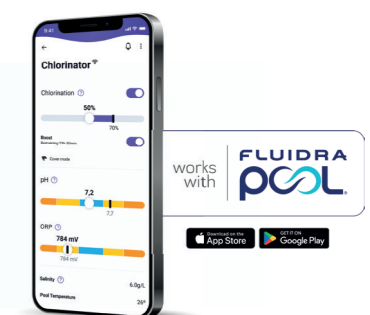 9:41
Chlorinator
Chlorination
50%
70%
Boost
Cover mode
pH
7,2
7,7
ORP
784 mv
784 mv
Salinity
6.0g/L
Pool Temperature
26º
works
with
FLUIDRA
POOL
Download on the
App Store
GET IT ON
Google Play